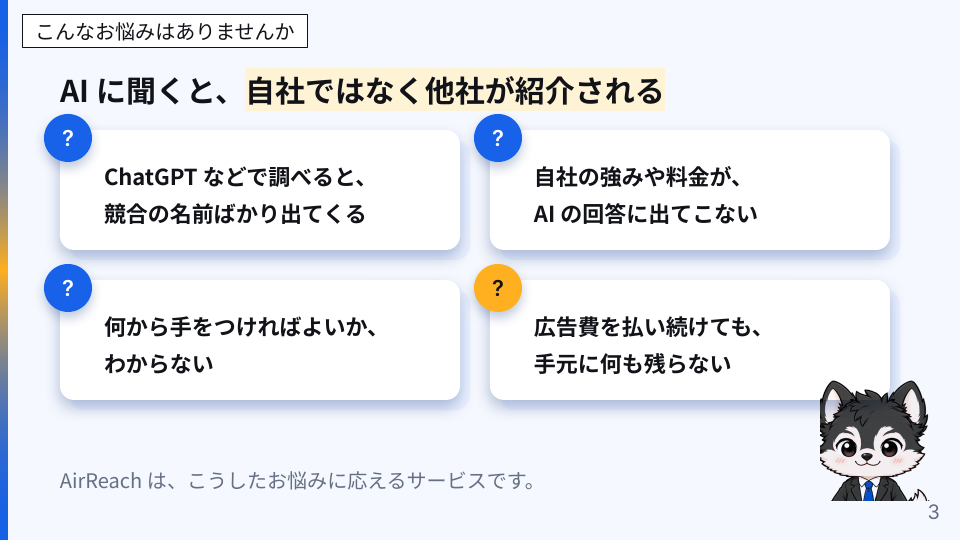 こんなお悩みはありませんか
AI に聞くと、自社ではなく他社が紹介される
?
ChatGPT などで調べると、
競合の名前ばかり出てくる
?
自社の強みや料金が、
AI の回答に出てこない
?
何から手をつければよいか、
わからない
?
広告費を払い続けても、
手元に何も残らない
AirReach は、こうしたお悩みに応えるサービスです。
3